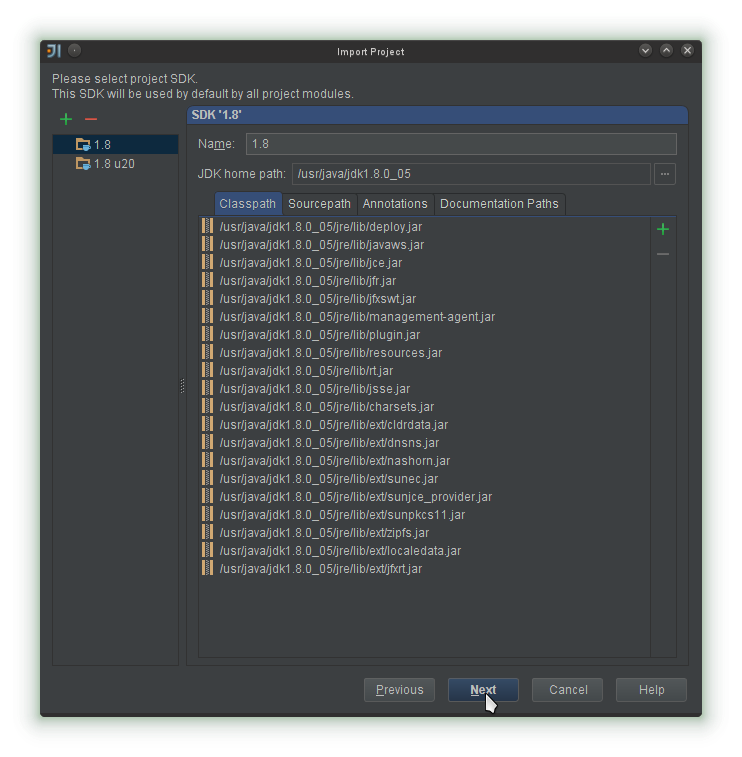 Import Project
Please select project SDK.
This SDK will be used by default by all project modules.
SDK '1.8'
1.8
1.8 u20
Name: 1.8
JDK home path: /usr/java/jdk1.8.0_05 ...
Classpath Sourcepath Annotations Documentation Paths
/usr/java/jdk1.8.0_05/jre/lib/deploy.jar
/usr/java/jdk1.8.0_05/jre/lib/javaws.jar
/usr/java/jdk1.8.0_05/jre/lib/jce.jar
/usr/java/jdk1.8.0_05/jre/lib/jfr.jar
/usr/java/jdk1.8.0_05/jre/lib/jfxswt.jar
/usr/java/jdk1.8.0_05/jre/lib/management-agent.jar
/usr/java/jdk1.8.0_05/jre/lib/plugin.jar
/usr/java/jdk1.8.0_05/jre/lib/resources.jar
/usr/java/jdk1.8.0_05/jre/lib/rt.jar
/usr/java/jdk1.8.0_05/jre/lib/jsse.jar
/usr/java/jdk1.8.0_05/jre/lib/charsets.jar
/usr/java/jdk1.8.0_05/jre/lib/ext/cldrdata.jar
/usr/java/jdk1.8.0_05/jre/lib/ext/dnsns.jar
/usr/java/jdk1.8.0_05/jre/lib/ext/nashorn.jar
/usr/java/jdk1.8.0_05/jre/lib/ext/sunec.jar
/usr/java/jdk1.8.0_05/jre/lib/ext/sunjce_provider.jar
/usr/java/jdk1.8.0_05/jre/lib/ext/sunpkcs11.jar
/usr/java/jdk1.8.0_05/jre/lib/ext/zipfs.jar
/usr/java/jdk1.8.0_05/jre/lib/ext/localedata.jar
/usr/java/jdk1.8.0_05/jre/lib/ext/jfxrt.jar
Previous Next Cancel Help